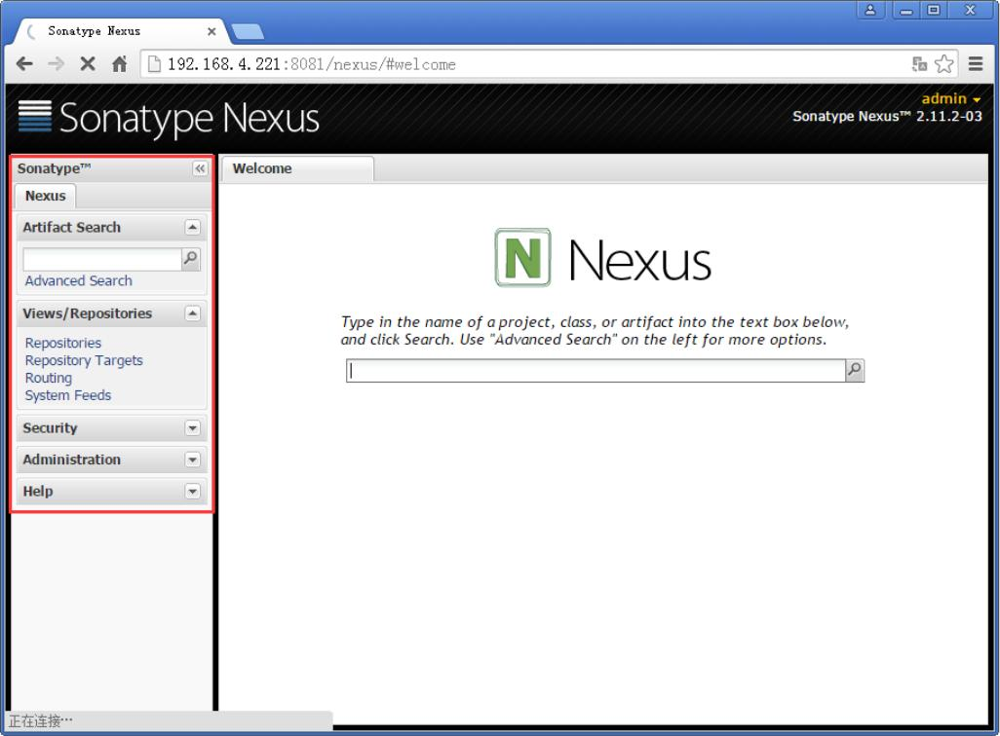 Sonatype Nexus
192.168.4.221:8081/nexus/#welcome
Sonatype Nexus
admin
Sonatype Nexus™ 2.11.2-03
Sonatype™
Welcome
Nexus
Artifact Search
Advanced Search
Views/Repositories
Repositories
Repository Targets
Routing
System Feeds
Security
Administration
Help
N Nexus
Type in the name of a project, class, or artifact into the text box below,
and click Search. Use "Advanced Search" on the left for more options.
正在连接…